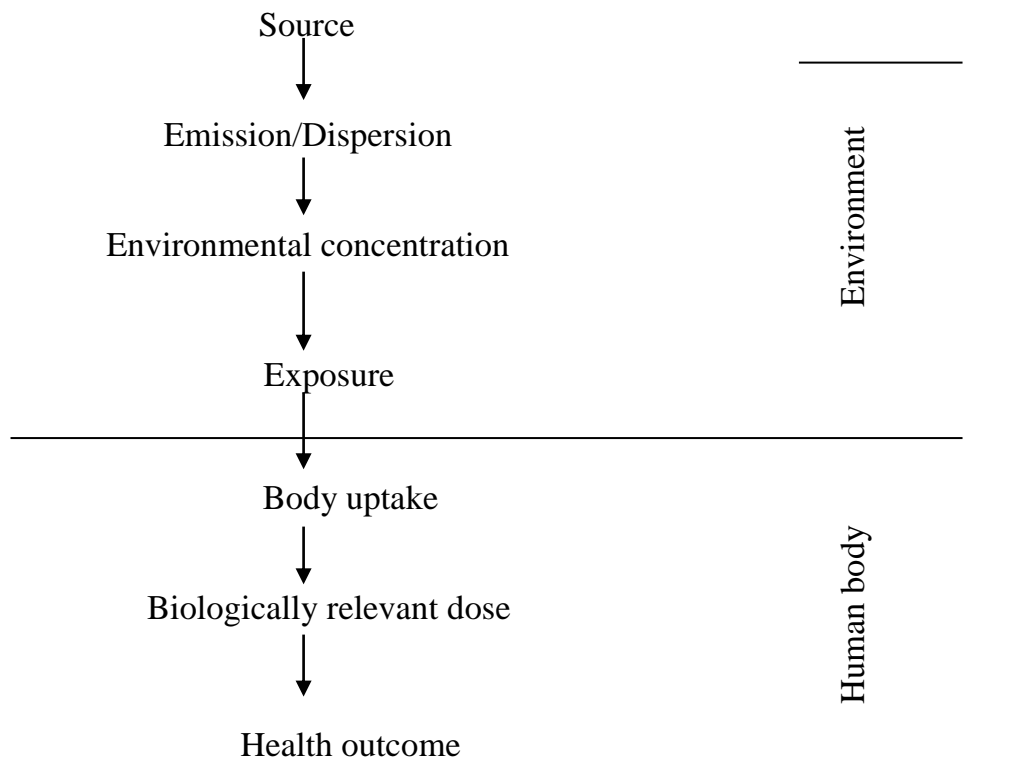 Source
Emission/Dispersion
Environmental concentration
Exposure
Environment
Body uptake
Biologically relevant dose
Health outcome
Human body